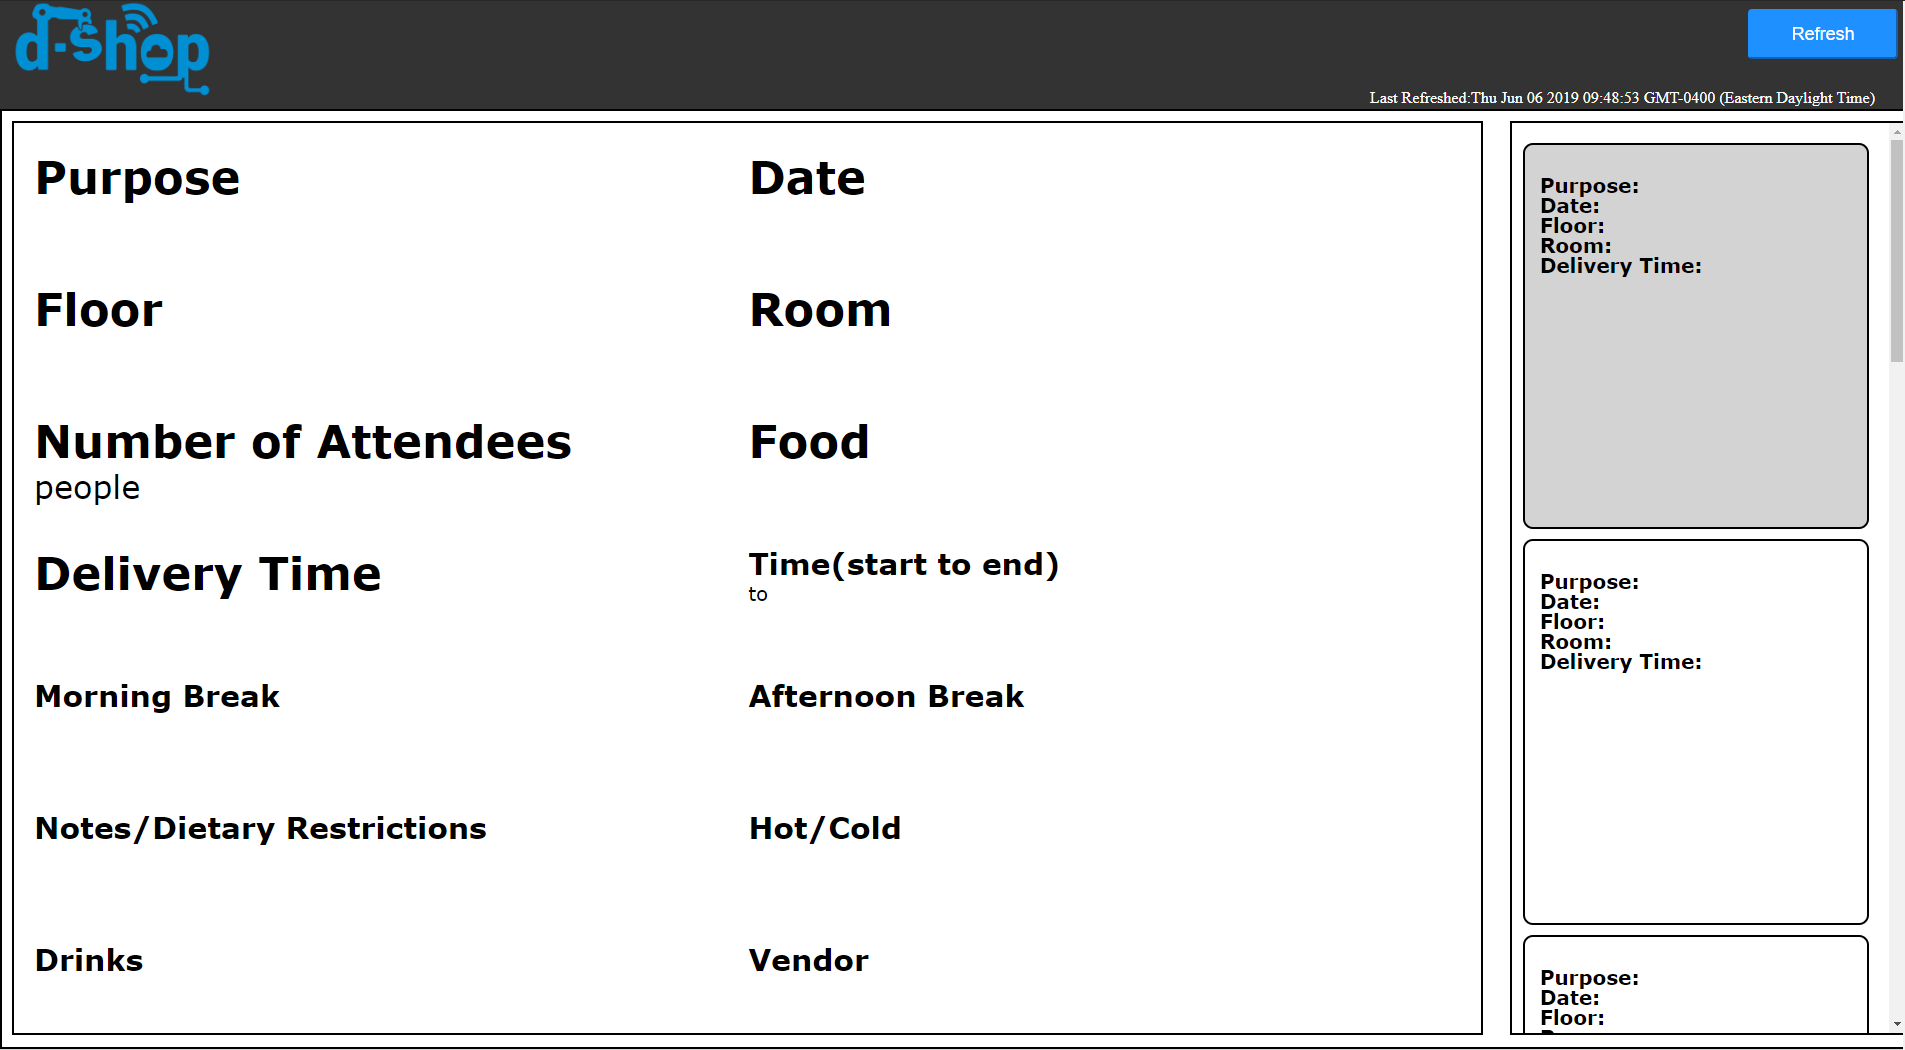 d-shop
Refresh
Last Refreshed:Thu Jun 06 2019 09:48:53 GMT-0400 (Eastern Daylight Time)
Purpose
Date
Floor
Room
Number of Attendees
people
Food
Delivery Time
Time(start to end)
to
Morning Break
Afternoon Break
Notes/Dietary Restrictions
Hot/Cold
Drinks
Vendor
Purpose:
Date:
Floor:
Room:
Delivery Time:
Purpose:
Date:
Floor:
Room:
Delivery Time:
Purpose:
Date:
Floor: